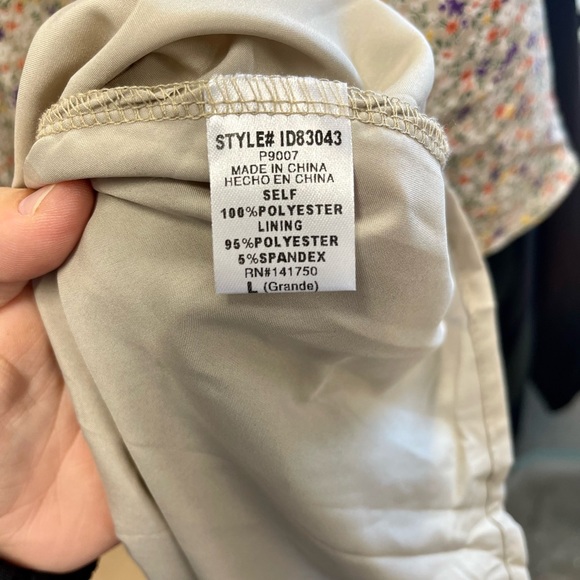 STYLE# ID83043
P9007
MADE IN CHINA
HECHO EN CHINA
SELF
100%POLYESTER
LINING
95%POLYESTER
5%SPANDEX
RN#141750
L (Grande)